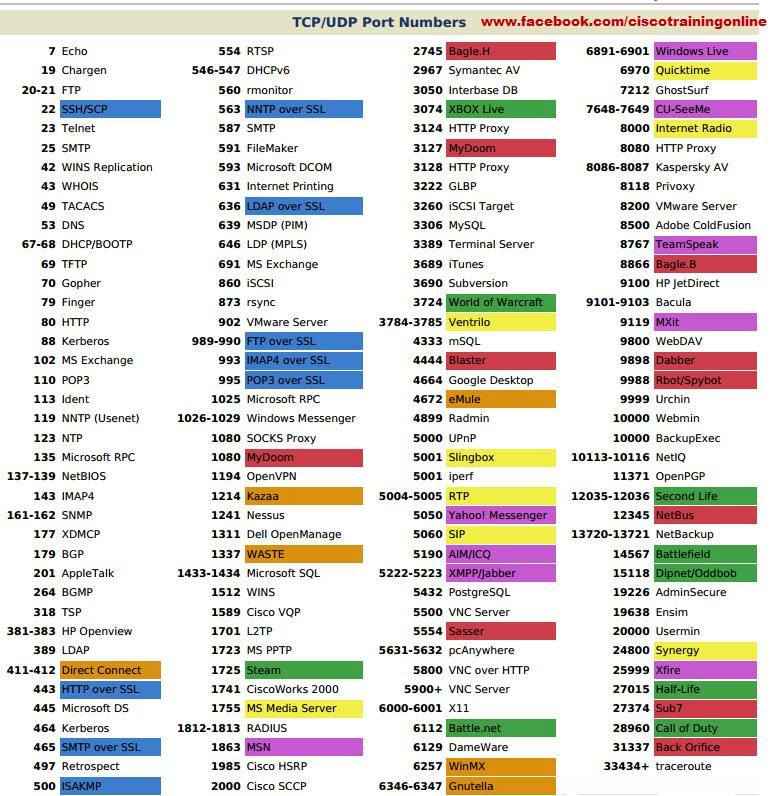 TCP/UDP Port Numbers www.facebook.com/ciscotrainingonline
7 Echo
19 Chargen
20-21 FTP
22 SSH/SCP
23 Telnet
25 SMTP
42 WINS Replication
43 WHOIS
49 TACACS
53 DNS
67-68 DHCP/BOOTP
69 TFTP
70 Gopher
79 Finger
80 HTTP
88 Kerberos
102 MS Exchange
110 POP3
113 Ident
119 NNTP (Usenet)
123 NTP
135 Microsoft RPC
137-139 NetBIOS
143 IMAP4
161-162 SNMP
177 XDMCP
179 BGP
201 AppleTalk
264 BGMP
318 TSP
381-383 HP Openview
389 LDAP
411-412 Direct Connect
443 HTTP over SSL
445 Microsoft DS
464 Kerberos
465 SMTP over SSL
497 Retrospect
500 ISAKMP
554 RTSP
546-547 DHCPv6
560 rmonitor
563 NNTP over SSL
587 SMTP
591 FileMaker
593 Microsoft DCOM
631 Internet Printing
636 LDAP over SSL
639 MSDP (PIM)
646 LDP (MPLS)
691 MS Exchange
860 iSCSI
873 rsync
902 VMware Server
989-990 FTP over SSL
993 IMAP4 over SSL
995 POP3 over SSL
1025 Microsoft RPC
1026-1029 Windows Messenger
1080 SOCKS Proxy
1080 MyDoom
1194 OpenVPN
1214 Kazaa
1241 Nessus
1311 Dell OpenManage
1337 WASTE
1433-1434 Microsoft SQL
1512 WINS
1589 Cisco VQP
1701 L2TP
1723 MS PPTP
1725 Steam
1741 CiscoWorks 2000
1755 MS Media Server
1812-1813 RADIUS
1863 MSN
1985 Cisco HSRP
2000 Cisco SCCP
2745 Bagle.H
2967 Symantec AV
3050 Interbase DB
3074 XBOX Live
3124 HTTP Proxy
3127 MyDoom
3128 HTTP Proxy
3222 GLBP
3260 iSCSI Target
3306 MySQL
3389 Terminal Server
3689 iTunes
3690 Subversion
3724 World of Warcraft
3784-3785 Ventrilo
4333 mSQL
4444 Blaster
4664 Google Desktop
4672 eMule
4899 Radmin
5000 UPnP
5001 Slingbox
5001 iperf
5004-5005 RTP
5050 Yahoo! Messenger
5060 SIP
5190 AIM/ICQ
5222-5223 XMPP/Jabber
5432 PostgreSQL
5500 VNC Server
5554 Sasser
5631-5632 pcAnywhere
5800 VNC over HTTP
5900+ VNC Server
6000-6001 X11
6112 Battle.net
6129 DameWare
6257 WinMX
6346-6347 Gnutella
6891-6901 Windows Live
6970 Quicktime
7212 GhostSurf
7648-7649 CU-SeeMe
8000 Internet Radio
8080 HTTP Proxy
8086-8087 Kaspersky AV
8118 Privoxy
8200 VMware Server
8500 Adobe ColdFusion
8767 TeamSpeak
8866 Bagle.B
9100 HP JetDirect
9101-9103 Bacula
9119 MXit
9800 WebDAV
9898 Dabber
9988 Rbot/Spybot
9999 Urchin
10000 Webmin
10000 BackupExec
10113-10116 NetIQ
11371 OpenPGP
12035-12036 Second Life
12345 NetBus
13720-13721 NetBackup
14567 Battlefield
15118 Dipnet/Oddbob
19226 AdminSecure
19638 Ensim
20000 Usermin
24800 Synergy
25999 Xfire
27015 Half-Life
27374 Sub7
28960 Call of Duty
31337 Back Orifice
33434+ traceroute